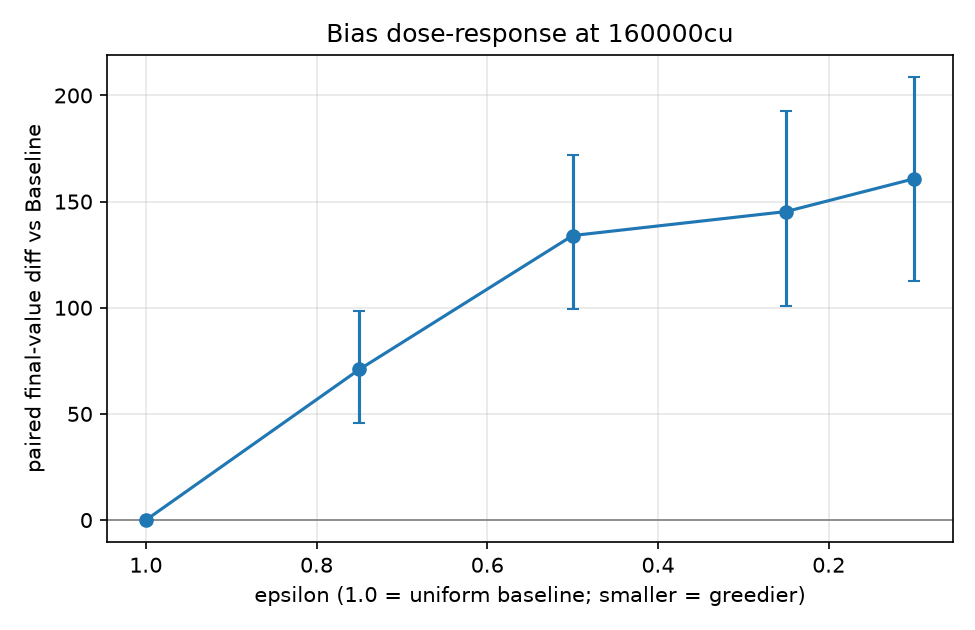 Bias dose-response at 160000cu
paired final-value diff vs Baseline
200
150
100
50
0
1.0 0.8 0.6 0.4 0.2
epsilon (1.0 = uniform baseline; smaller = greedier)